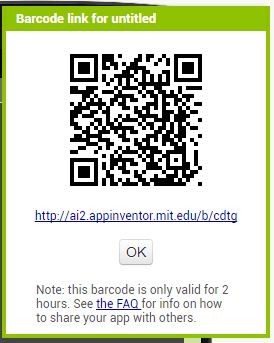 Barcode link for untitled
http://ai2.appinventor.mit.edu/b/cdtg
OK
Note: this barcode is only valid for 2
hours. See the FAQ for info on how
to share your app with others.